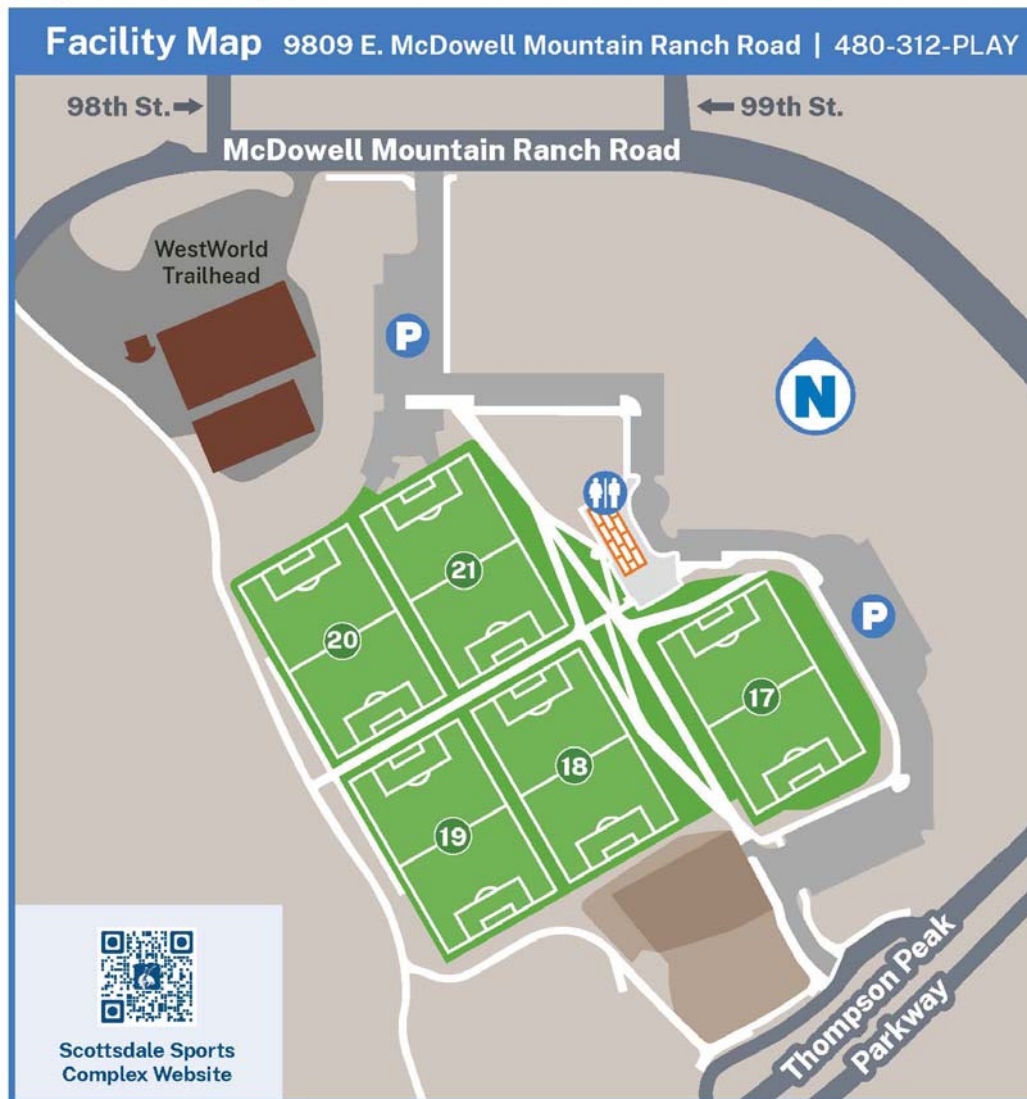 Facility Map 9809 E. McDowell Mountain Ranch Road | 480-312-PLAY
98th St.
99th St.
McDowell Mountain Ranch Road
WestWorld
Trailhead
P
N
21
20
P
17
18
19
Thompson Peak
Parkway
Scottsdale Sports
Complex Website